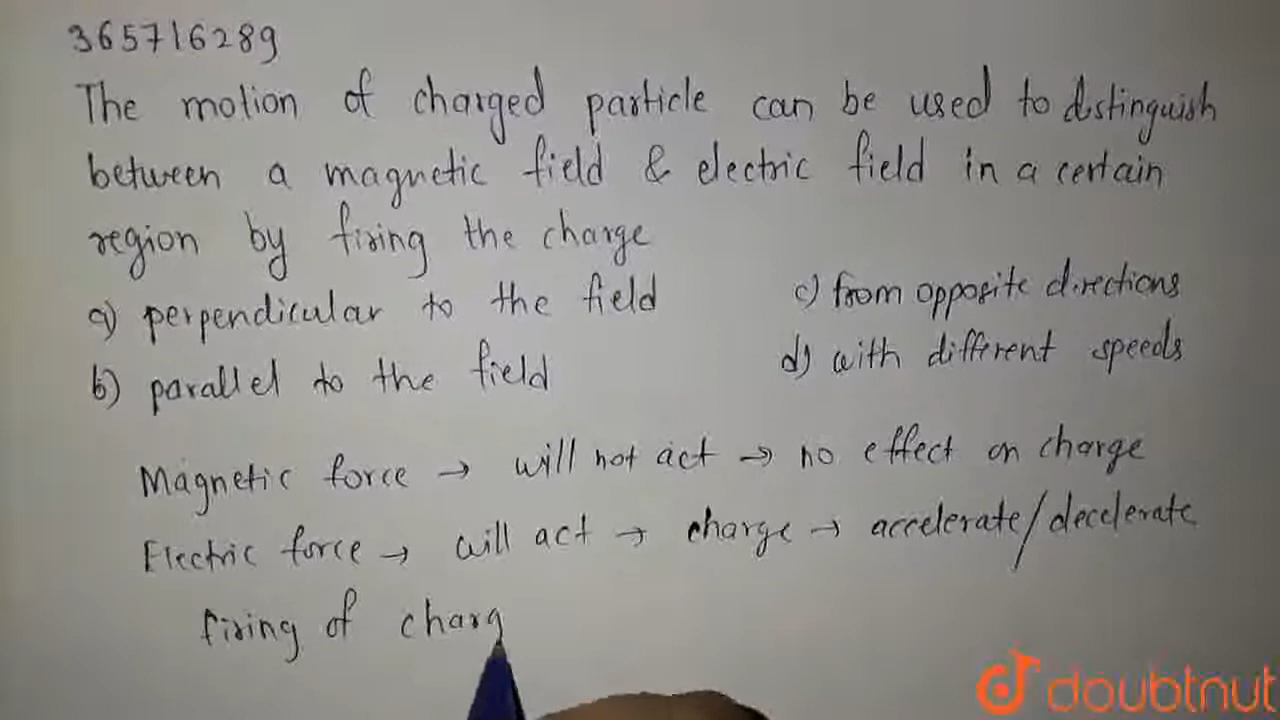 365716289
The motion of charged particle can be used to distinguish
between a magnetic field & electric field in a certain
region by firing the charge
a) perpendicular to the field
b) parallel to the field
c) from opposite directions
d) with different speeds
Magnetic force → will not act → no effect on charge
Electric force → will act → charge → accelerate/decelerate
firing of charg
doubtnut